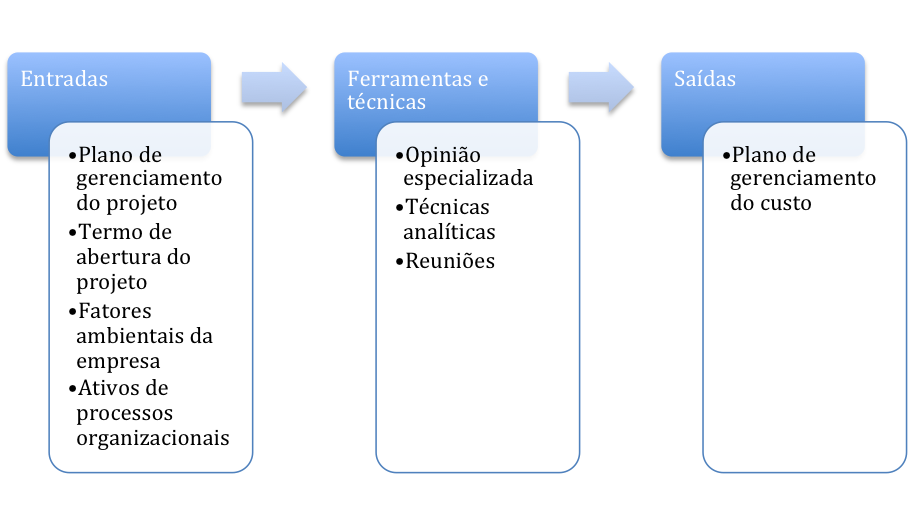 Entradas
•Plano de
gerenciamento
do projeto
•Termo de
abertura do
projeto
•Fatores
ambientais da
empresa
•Ativos de
processos
organizacionais
Ferramentas e
técnicas
•Opinião
especializada
•Técnicas
analíticas
•Reuniões
Saídas
•Plano de
gerenciamento
do custo